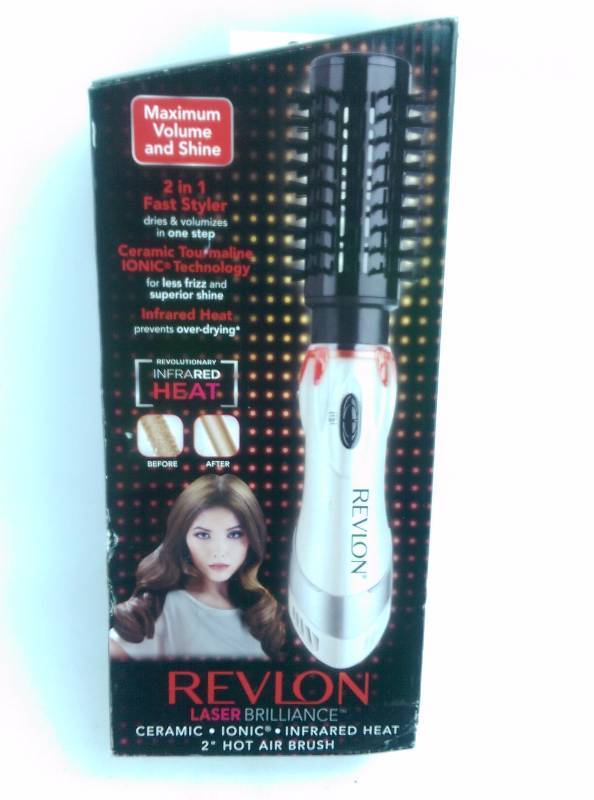 Maximum
Volume
and Shine
2 in 1
Fast Styler
dries & volumizes
in one step
Ceramic Tourmaline
IONIC® Technology
for less frizz and
superior shine
Infrared Heat
prevents over-drying*
REVOLUTIONARY
INFRARED
HEAT
BEFORE AFTER
REVLON®
REVLON®
LASER BRILLIANCE™
CERAMIC • IONIC® • INFRARED HEAT
2" HOT AIR BRUSH